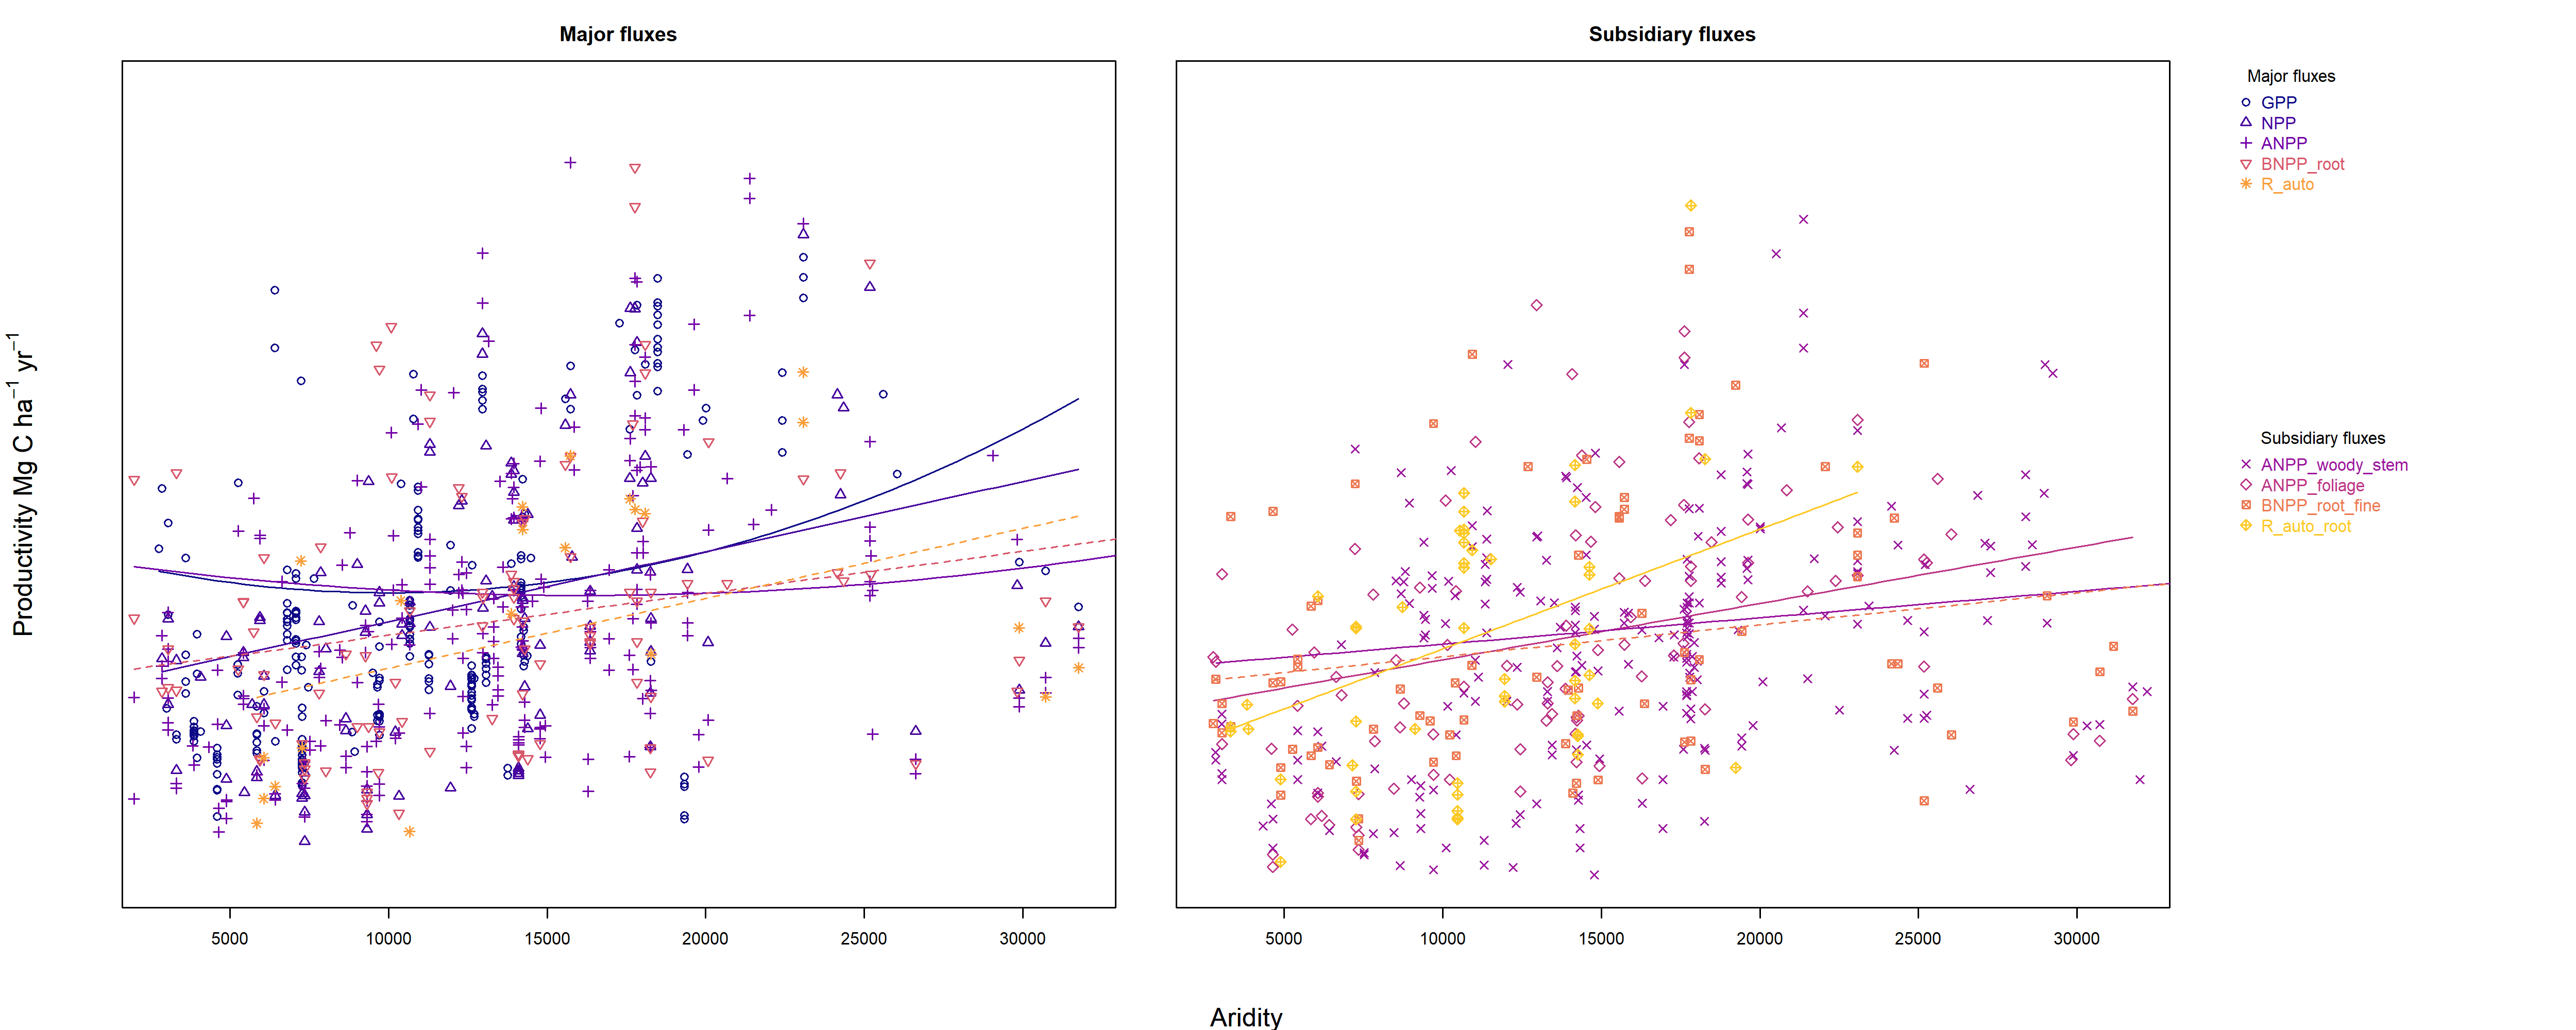 Major fluxes
Subsidiary fluxes
Productivity Mg C ha⁻¹ yr⁻¹
5000 10000 15000 20000 25000 30000
5000 10000 15000 20000 25000 30000
Aridity
Major fluxes
GPP
NPP
ANPP
BNPP_root
R_auto
Subsidiary fluxes
ANPP_woody_stem
ANPP_foliage
BNPP_root_fine
R_auto_root